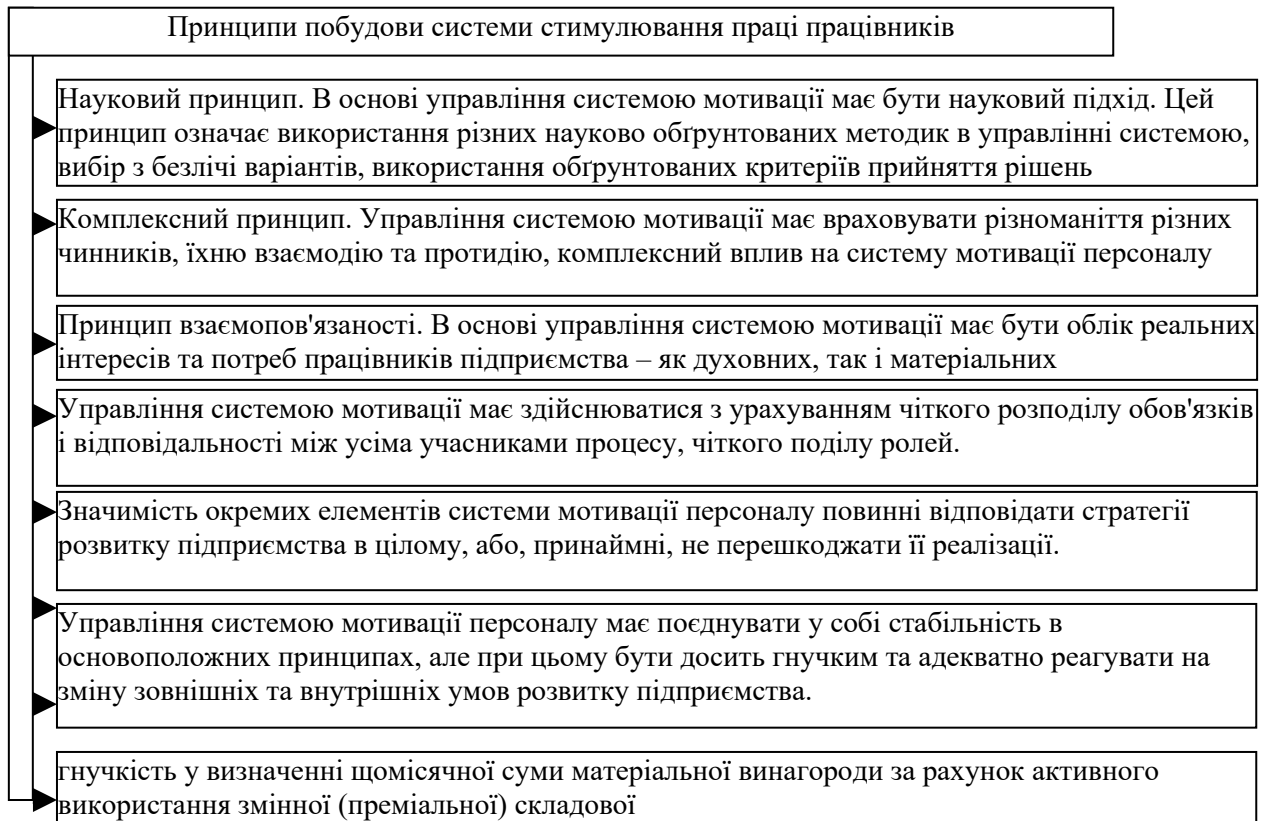 Принципи побудови системи стимулювання праці працівників
Науковий принцип. В основі управління системою мотивації має бути науковий підхід. Цей
принцип означає використання різних науково обґрунтованих методик в управлінні системою,
вибір з безлічі варіантів, використання обґрунтованих критеріїв прийняття рішень
Комплексний принцип. Управління системою мотивації має враховувати різноманіття різних
чинників, їхню взаємодію та протидію, комплексний вплив на систему мотивації персоналу
Принцип взаємопов'язаності. В основі управління системою мотивації має бути облік реальних
інтересів та потреб працівників підприємства – як духовних, так і матеріальних
Управління системою мотивації має здійснюватися з урахуванням чіткого розподілу обов'язків
і відповідальності між усіма учасниками процесу, чіткого поділу ролей.
Значимість окремих елементів системи мотивації персоналу повинні відповідати стратегії
розвитку підприємства в цілому, або, принаймні, не перешкоджати її реалізації.
Управління системою мотивації персоналу має поєднувати у собі стабільність в
основоположних принципах, але при цьому бути досить гнучким та адекватно реагувати на
зміну зовнішніх та внутрішніх умов розвитку підприємства.
гнучкість у визначенні щомісячної суми матеріальної винагороди за рахунок активного
використання змінної (преміальної) складової